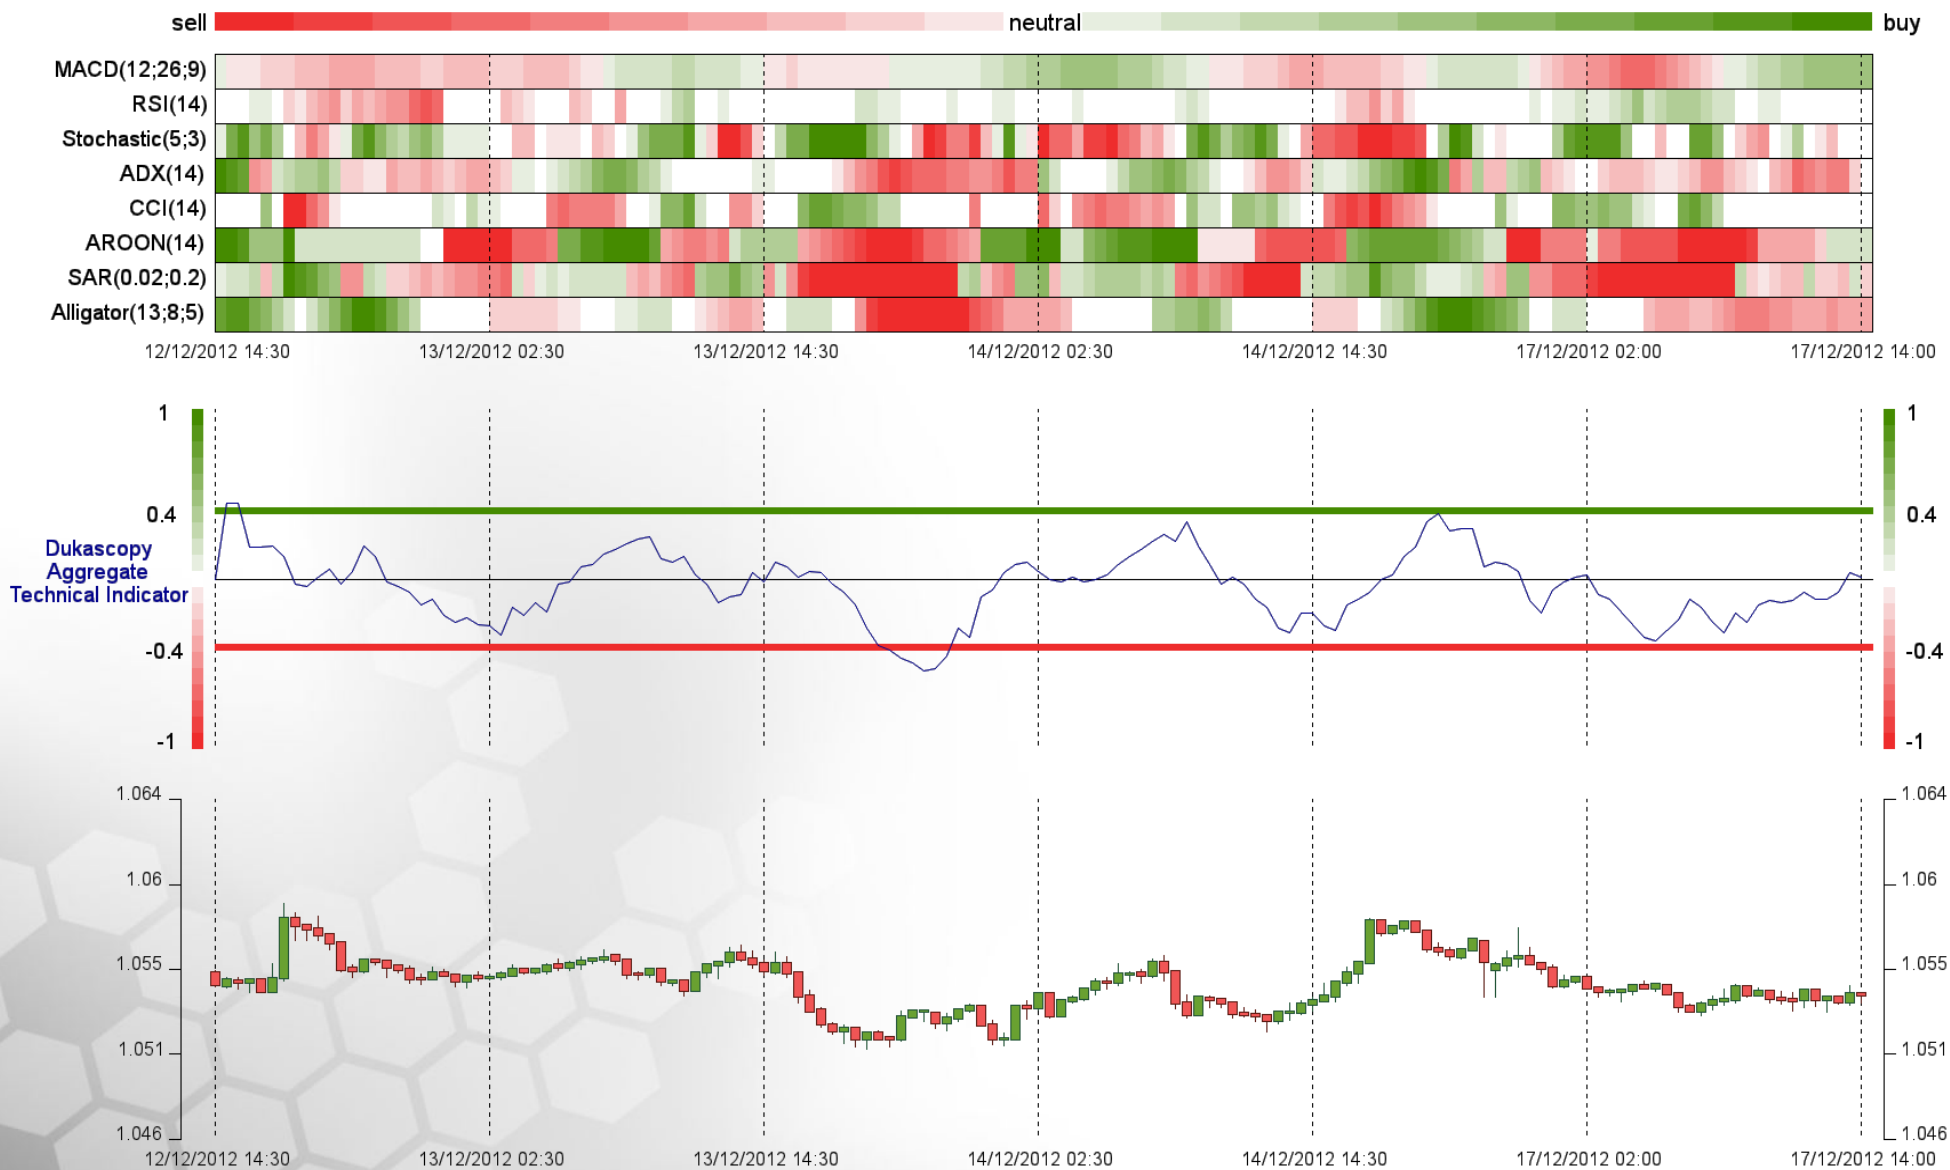 sell neutral buy
MACD(12;26;9)
RSI(14)
Stochastic(5;3)
ADX(14)
CCI(14)
AROON(14)
SAR(0.02;0.2)
Alligator(13;8;5)
12/12/2012 14:30 13/12/2012 02:30 13/12/2012 14:30 14/12/2012 02:30 14/12/2012 14:30 17/12/2012 02:00 17/12/2012 14:00
1 1
0.4 0.4
Dukascopy
Aggregate
Technical Indicator
-0.4 -0.4
-1 -1
1.064 1.064
1.06 1.06
1.055 1.055
1.051 1.051
1.046 1.046
12/12/2012 14:30 13/12/2012 02:30 13/12/2012 14:30 14/12/2012 02:30 14/12/2012 14:30 17/12/2012 02:00 17/12/2012 14:00